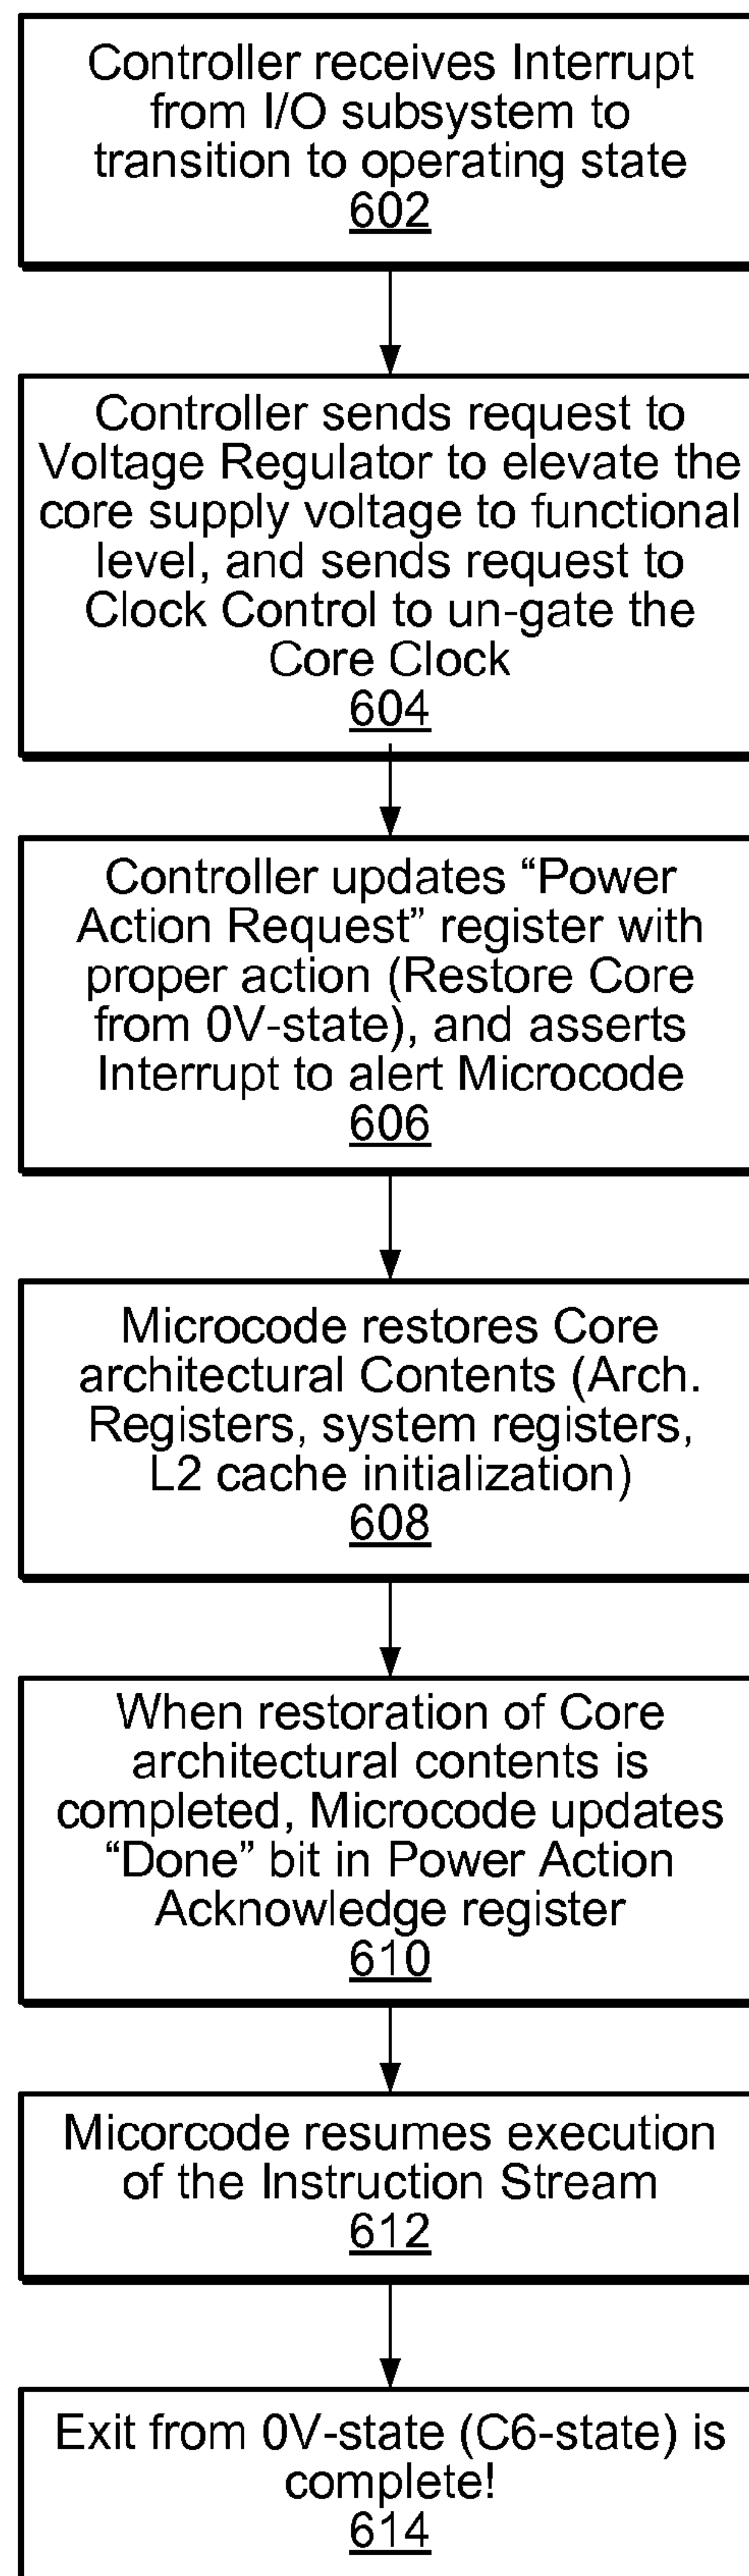 Controller receives Interrupt
from I/O subsystem to
transition to operating state
602
Controller sends request to
Voltage Regulator to elevate the
core supply voltage to functional
level, and sends request to
Clock Control to un-gate the
Core Clock
604
Controller updates “Power
Action Request” register with
proper action (Restore Core
from 0V-state), and asserts
Interrupt to alert Microcode
606
Microcode restores Core
architectural Contents (Arch.
Registers, system registers,
L2 cache initialization)
608
When restoration of Core
architectural contents is
completed, Microcode updates
“Done” bit in Power Action
Acknowledge register
610
Micorcode resumes execution
of the Instruction Stream
612
Exit from 0V-state (C6-state) is
complete!
614